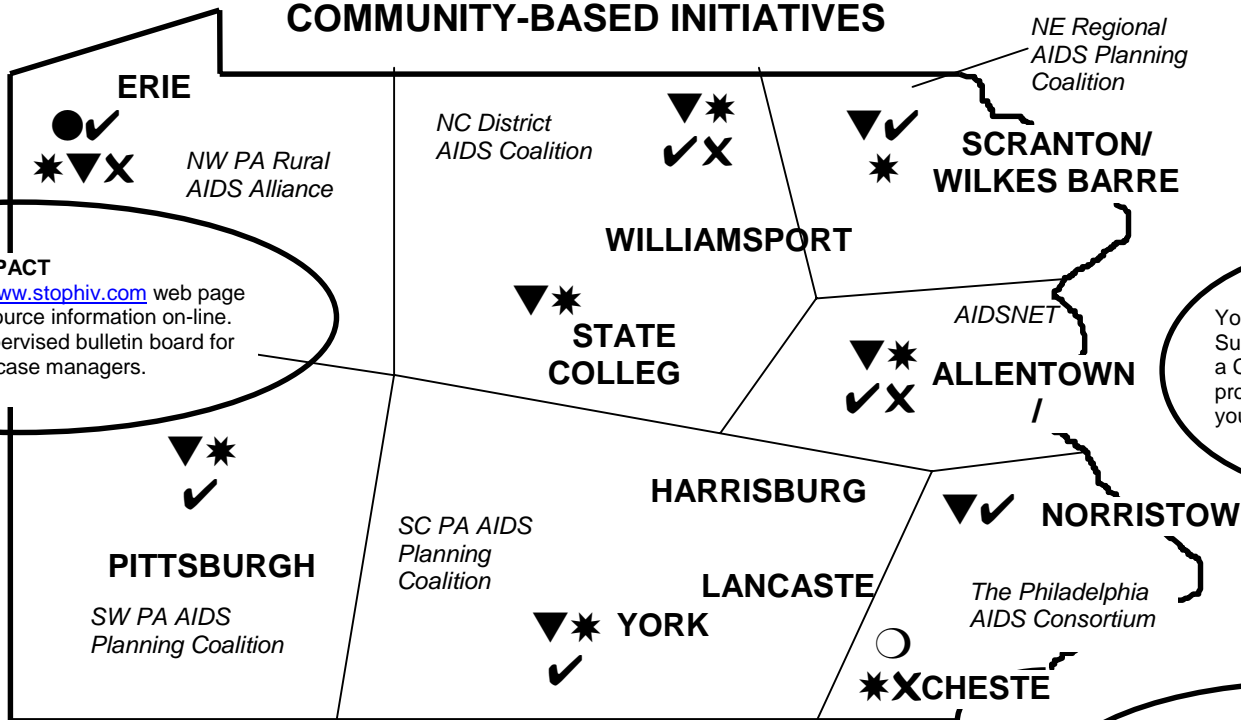 COMMUNITY-BASED INITIATIVES
NE Regional
AIDS Planning
Coalition
ERIE
NW PA Rural
AIDS Alliance
NC District
AIDS Coalition
SCRANTON/
WILKES BARRE
WILLIAMSPORT
PACT
ww.stophiv.com web page
ource information on-line.
ervised bulletin board for
case managers.
STATE
COLLEG
AIDSNET
ALLENTOWN
/
Yo
Su
a C
pro
you
HARRISBURG
NORRISTOW
PITTSBURGH
SW PA AIDS
Planning Coalition
SC PA AIDS
Planning
Coalition
LANCASTE
YORK
The Philadelphia
AIDS Consortium
CHESTE